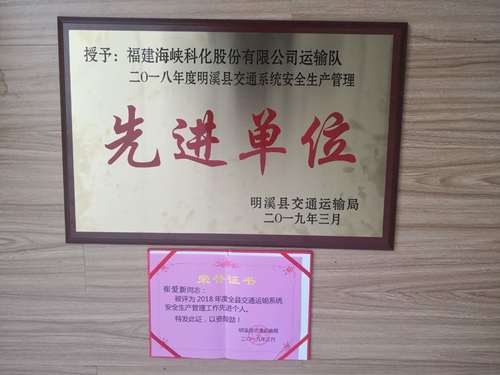 授予：福建海峡科化股份有限公司运输队
二〇一八年度明溪县交通系统安全生产管理
先进单位
明溪县交通运输局
二〇一九年三月
荣誉证书
崔爱新同志：
被评为2018年度全县交通运输系统
安全生产管理工作先进个人。
特发此证，以资鼓励！
明溪县交通运输局
二〇一九年三月